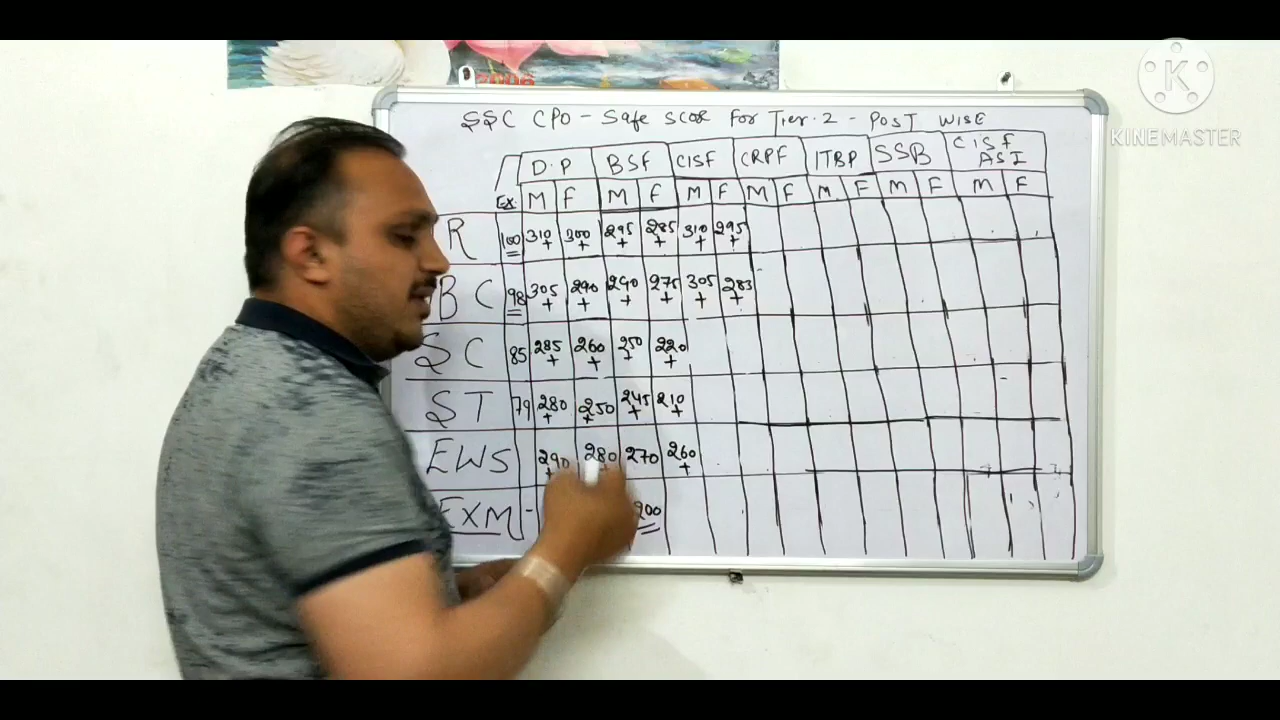 2006
KINEMASTER
SSC CPO - Safe Score For Tier.2 - POST WISE
D.P BSF CISF CRPF ITBP SSB CISF ASI
Ex. M F M F M F M F M F M F M F
R 100 310+ 300+ 295+ 285+ 310+ 295+
BC 98 305+ 290+ 290+ 275+ 305+ 283+
SC 85 285+ 260+ 250+ 220+
ST 79 280+ 250+ 245+ 210+
EWS 290+ 280+ 270 260+
EXM - 200